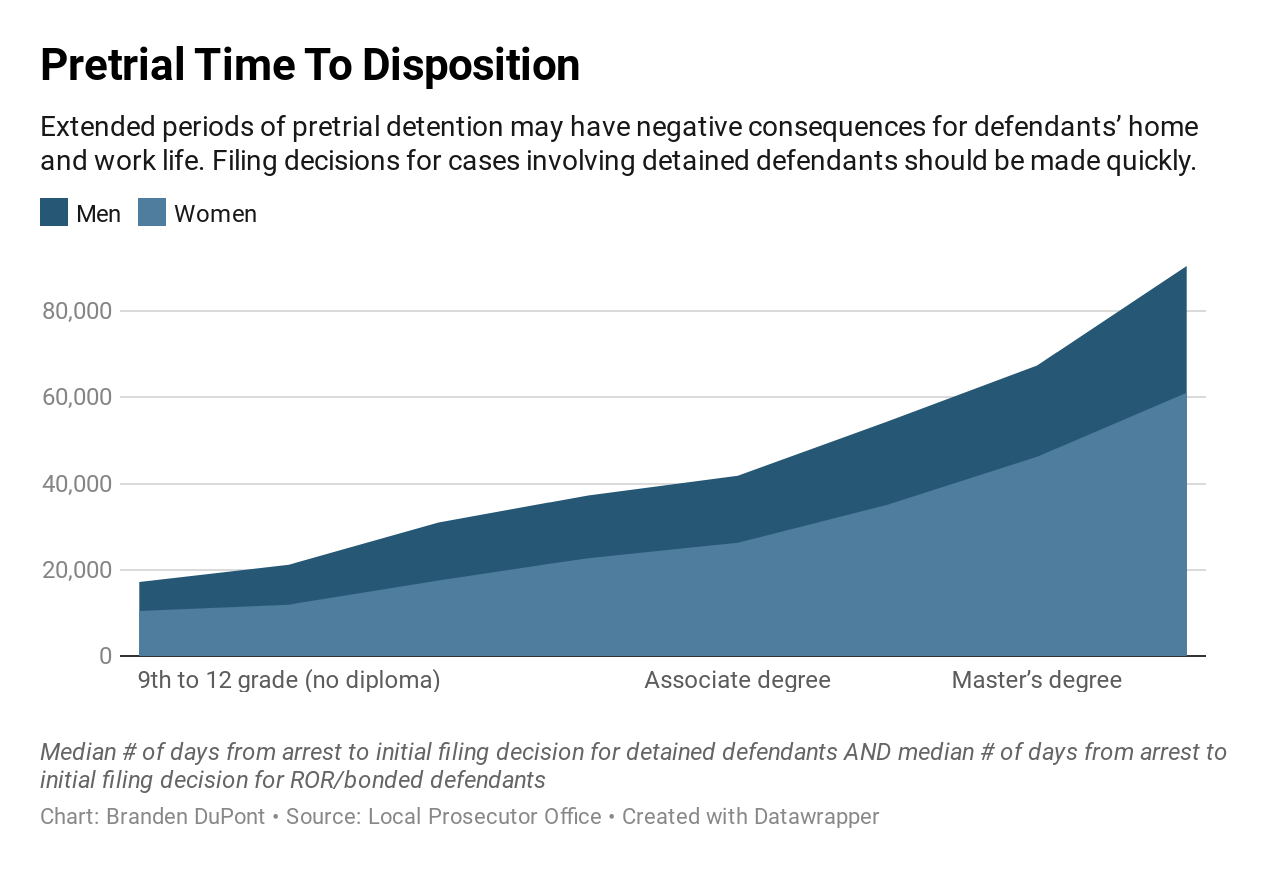 Pretrial Time To Disposition
Extended periods of pretrial detention may have negative consequences for defendants’ home
and work life. Filing decisions for cases involving detained defendants should be made quickly.
Men Women
80,000
60,000
40,000
20,000
0
9th to 12 grade (no diploma) Associate degree Master’s degree
Median # of days from arrest to initial filing decision for detained defendants AND median # of days from arrest to
initial filing decision for ROR/bonded defendants
Chart: Branden DuPont • Source: Local Prosecutor Office • Created with Datawrapper